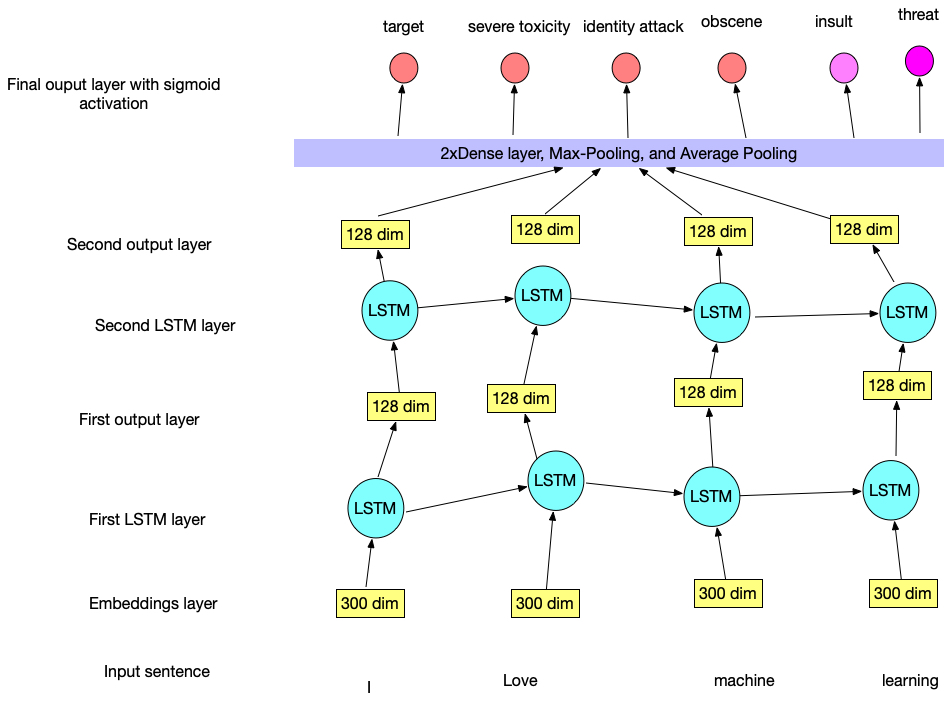 target severe toxicity identity attack obscene insult threat
Final ouput layer with sigmoid
activation
2xDense layer, Max-Pooling, and Average Pooling
Second output layer 128 dim 128 dim 128 dim 128 dim
Second LSTM layer LSTM LSTM LSTM LSTM
First output layer 128 dim 128 dim 128 dim 128 dim
First LSTM layer LSTM LSTM LSTM LSTM
Embeddings layer 300 dim 300 dim 300 dim 300 dim
Input sentence I Love machine learning